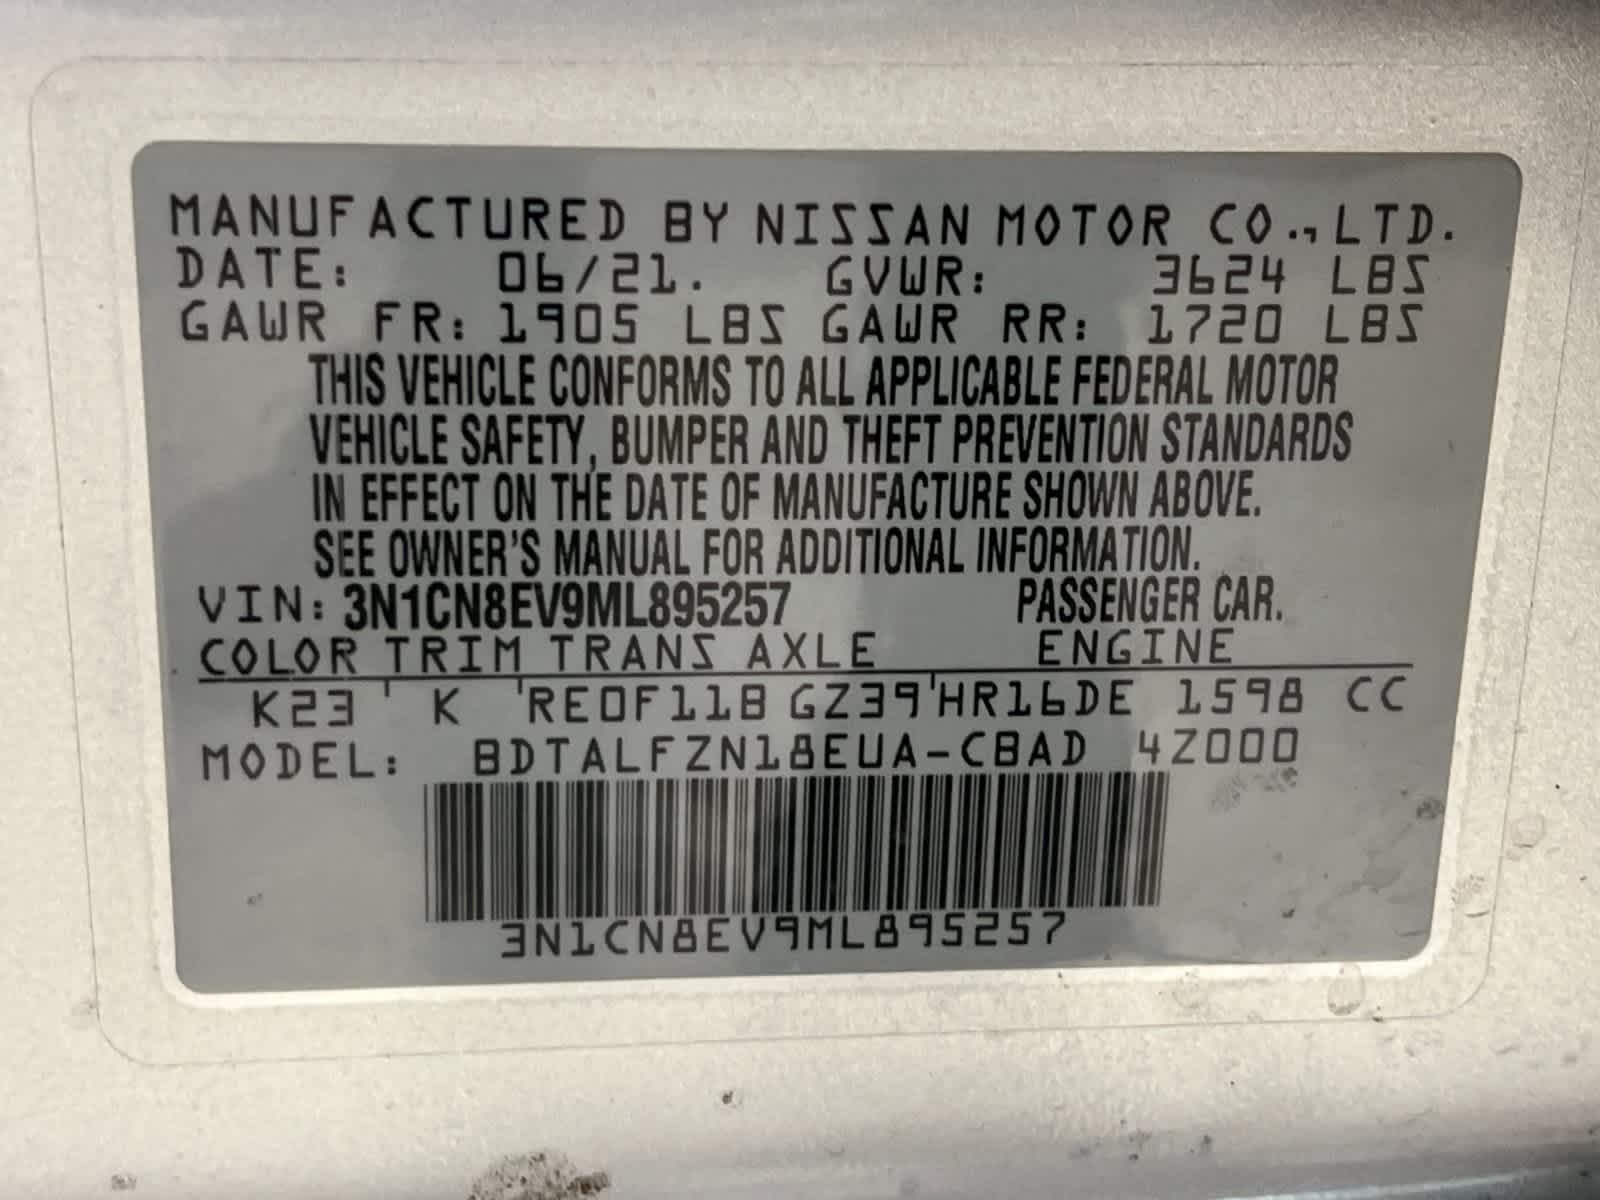 MANUFACTURED BY NISSAN MOTOR CO., LTD.
DATE: 06/21. GVWR: 3624 LBS
GAWR FR: 1905 LBS GAWR RR: 1720 LBS
THIS VEHICLE CONFORMS TO ALL APPLICABLE FEDERAL MOTOR
VEHICLE SAFETY, BUMPER AND THEFT PREVENTION STANDARDS
IN EFFECT ON THE DATE OF MANUFACTURE SHOWN ABOVE.
SEE OWNER'S MANUAL FOR ADDITIONAL INFORMATION.
VIN: 3N1CN8EV9ML895257 PASSENGER CAR.
COLOR TRIM TRANS AXLE ENGINE
K23 K RE0F11B GZ39 HR16DE 1598 CC
MODEL: BDTALFZN18EUA-CBAD 4Z000
3N1CN8EV9ML895257